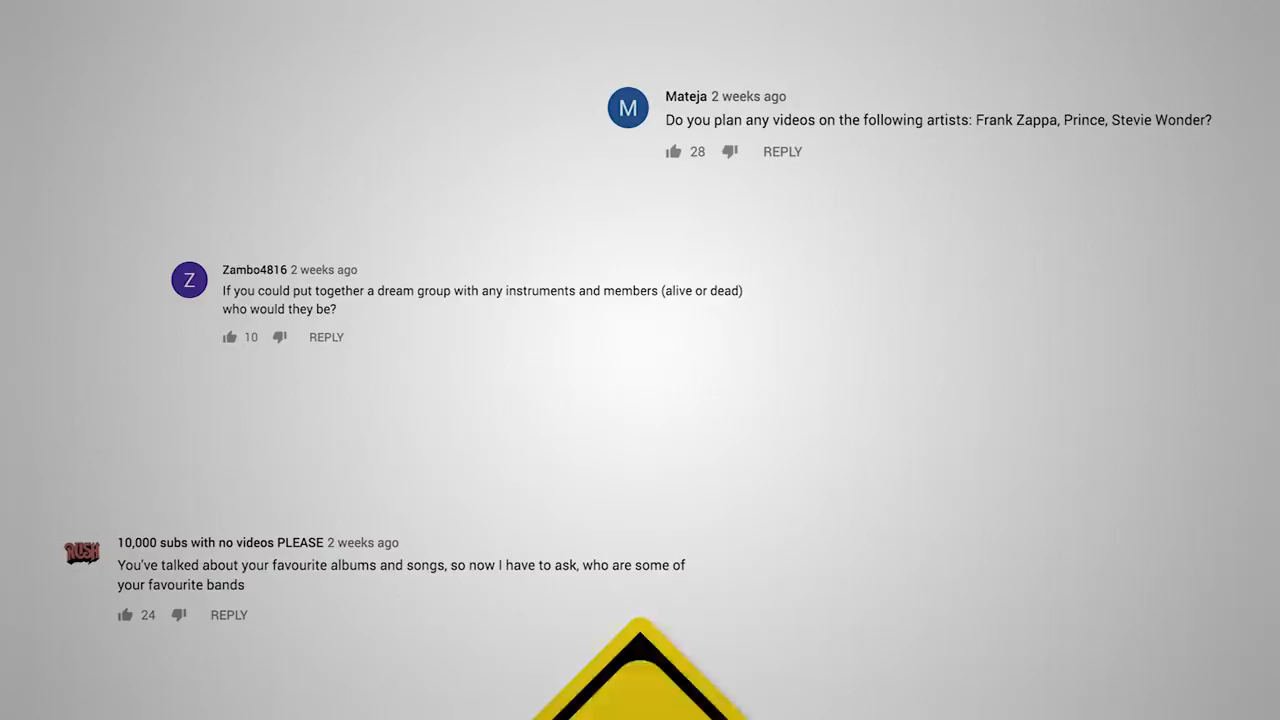 M
Mateja 2 weeks ago
Do you plan any videos on the following artists: Frank Zappa, Prince, Stevie Wonder?
28 REPLY
Z
Zambo4816 2 weeks ago
If you could put together a dream group with any instruments and members (alive or dead)
who would they be?
10 REPLY
RUSH
10,000 subs with no videos PLEASE 2 weeks ago
You've talked about your favourite albums and songs, so now I have to ask, who are some of
your favourite bands
24 REPLY